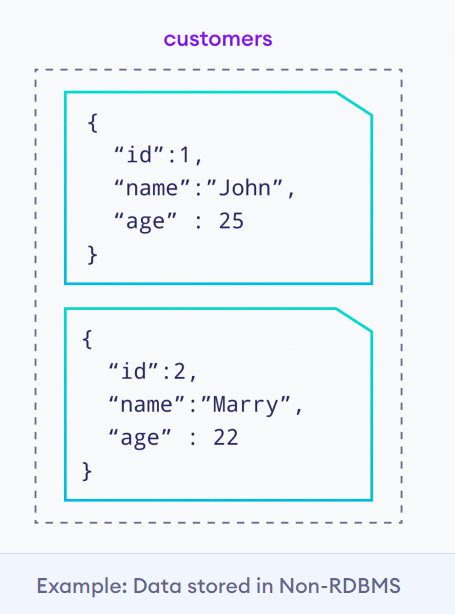 customers
{
“id”:1,
“name”:”John”,
“age” : 25
}
{
“id”:2,
“name”:”Marry”,
“age” : 22
}
Example: Data stored in Non-RDBMS